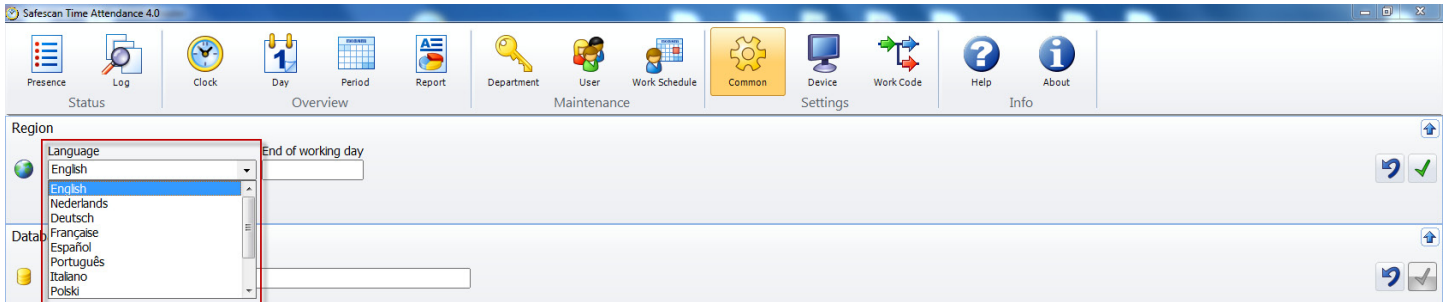 Safescan Time Attendance 4.0
Presence Log Clock Day Period Report Department User Work Schedule Common Device Work Code Help About
Status Overview Maintenance Settings Info
Region
Language End of working day
English
English
Nederlands
Deutsch
Française
Español
Português
Italiano
Polski
Datab